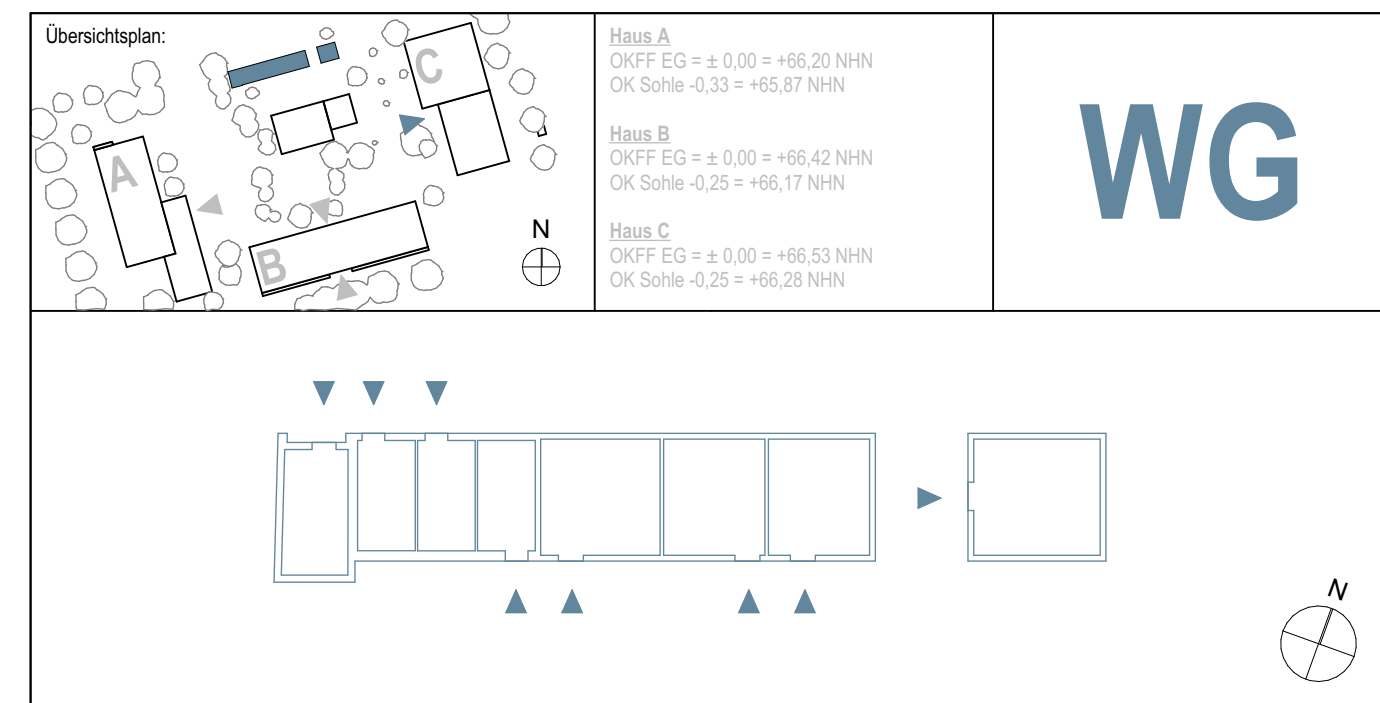 Übersichtsplan:
A
B
C
N
Haus A
OKFF EG = ± 0,00 = +66,20 NHN
OK Sohle -0,33 = +65,87 NHN
Haus B
OKFF EG = ± 0,00 = +66,42 NHN
OK Sohle -0,25 = +66,17 NHN
Haus C
OKFF EG = ± 0,00 = +66,53 NHN
OK Sohle -0,25 = +66,28 NHN
WG
N